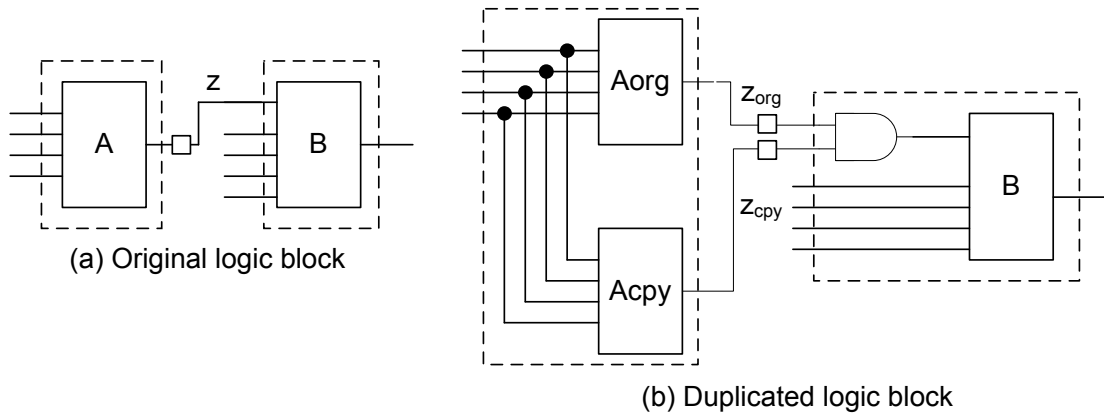 z
A
B
(a) Original logic block
Aorg
Acpy
zorg
zcpy
B
(b) Duplicated logic block